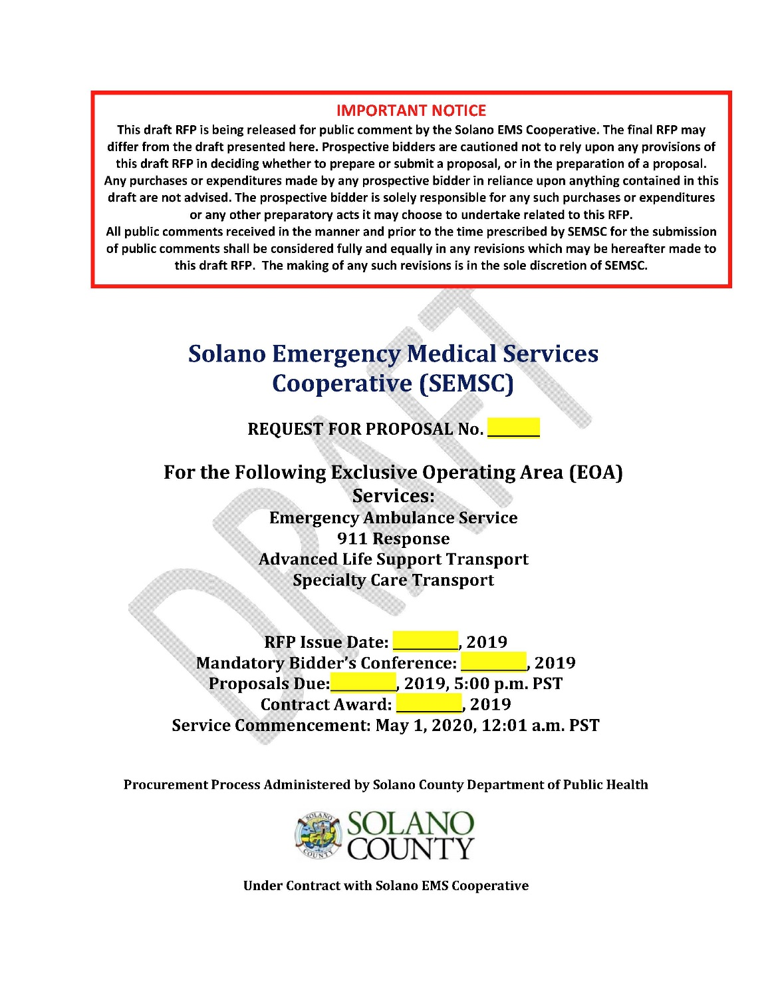 IMPORTANT NOTICE
This draft RFP is being released for public comment by the Solano EMS Cooperative. The final RFP may
differ from the draft presented here. Prospective bidders are cautioned not to rely upon any provisions of
this draft RFP in deciding whether to prepare or submit a proposal, or in the preparation of a proposal.
Any purchases or expenditures made by any prospective bidder in reliance upon anything contained in this
draft are not advised. The prospective bidder is solely responsible for any such purchases or expenditures
or any other preparatory acts it may choose to undertake related to this RFP.
All public comments received in the manner and prior to the time prescribed by SEMSC for the submission
of public comments shall be considered fully and equally in any revisions which may be hereafter made to
this draft RFP.  The making of any such revisions is in the sole discretion of SEMSC.
DRAFT
Solano Emergency Medical Services
Cooperative (SEMSC)
REQUEST FOR PROPOSAL No. ______
For the Following Exclusive Operating Area (EOA)
Services:
Emergency Ambulance Service
911 Response
Advanced Life Support Transport
Specialty Care Transport
RFP Issue Date: ________, 2019
Mandatory Bidder’s Conference: ________, 2019
Proposals Due:________, 2019, 5:00 p.m. PST
Contract Award: ________, 2019
Service Commencement: May 1, 2020, 12:01 a.m. PST
Procurement Process Administered by Solano County Department of Public Health
SOLANO
COUNTY
SOLANO
COUNTY
Under Contract with Solano EMS Cooperative